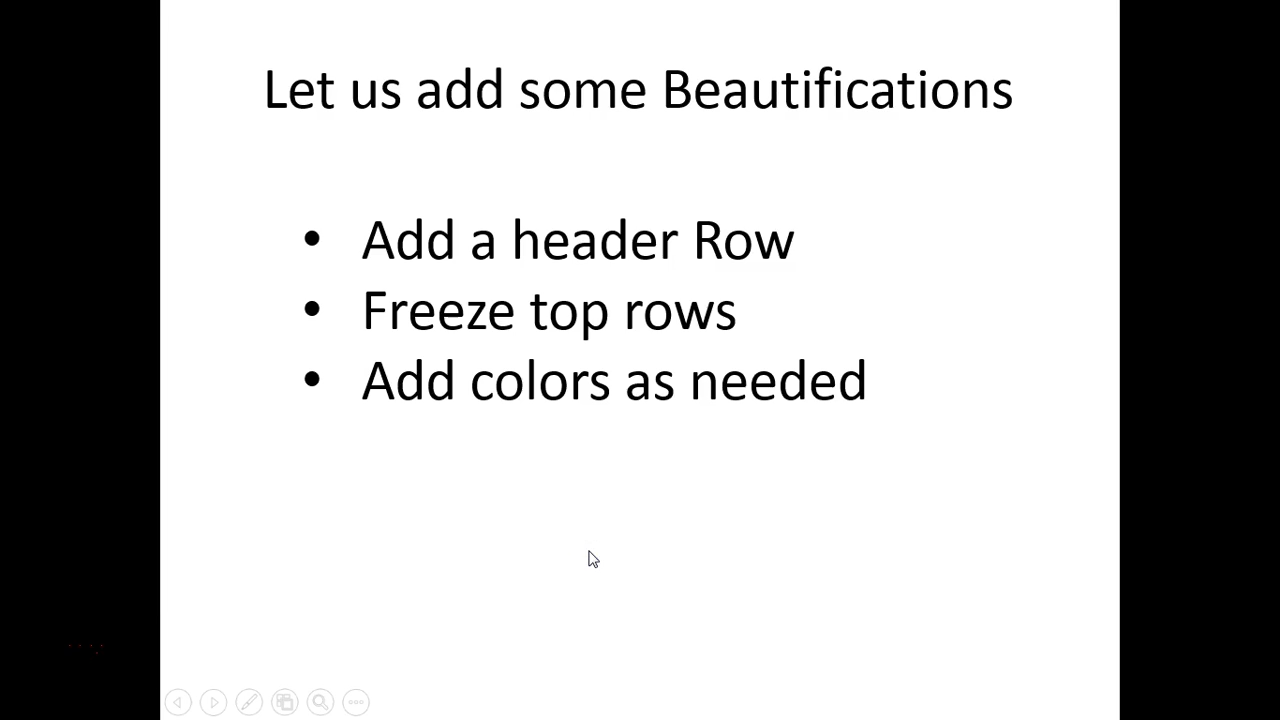 Let us add some Beautifications
• Add a header Row
• Freeze top rows
• Add colors as needed